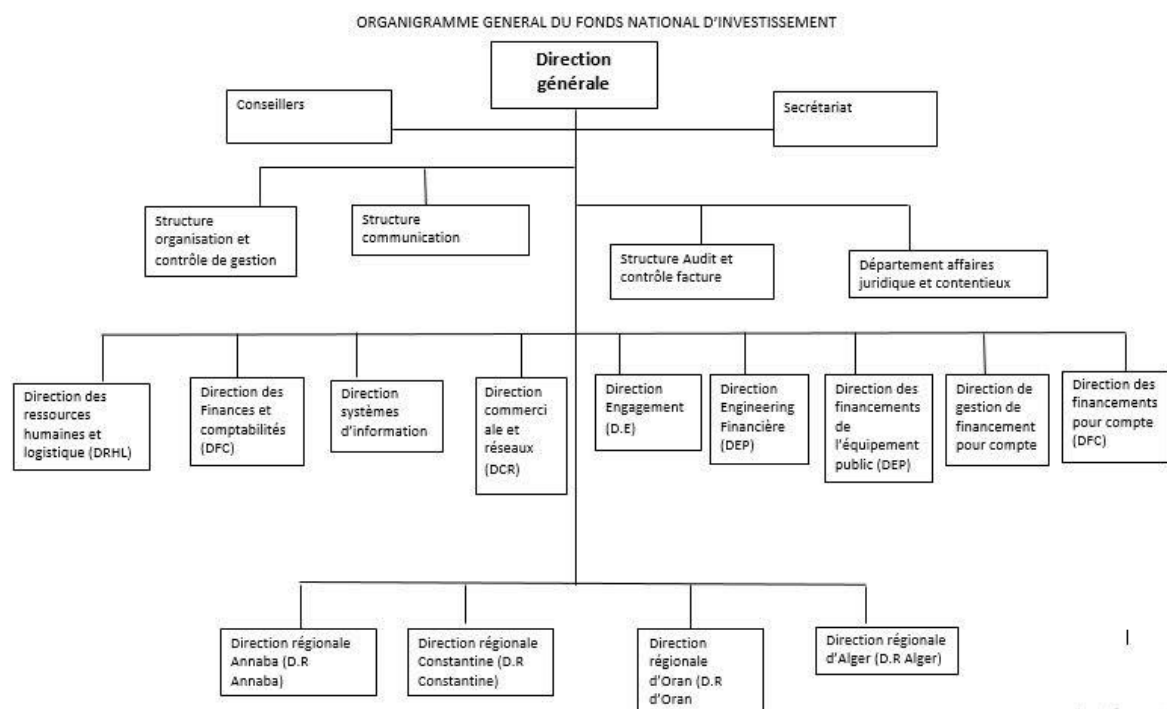 ORGANIGRAMME GENERAL DU FONDS NATIONAL D'INVESTISSEMENT
Direction
générale
Conseillers
Secrétariat
Structure
organisation et
contrôle de gestion
Structure
communication
Structure Audit et
contrôle facture
Département affaires
juridique et contentieux
Direction des
ressources
humaines et
logistique (DRHL)
Direction des
Finances et
comptabilités
(DFC)
Direction
systèmes
d'information
Direction
commerci
ale et
réseaux
(DCR)
Direction
Engagement
(D.E)
Direction
Engineering
Financière
(DEP)
Direction des
financements
de
l'équipement
public (DEP)
Direction de
gestion de
financement
pour compte
Direction des
financements
pour compte
(DFC)
Direction régionale
Annaba (D.R
Annaba)
Direction régionale
Constantine (D.R
Constantine)
Direction
régionale
d'Oran (D.R
d'Oran
Direction régionale
d'Alger (D.R Alger)